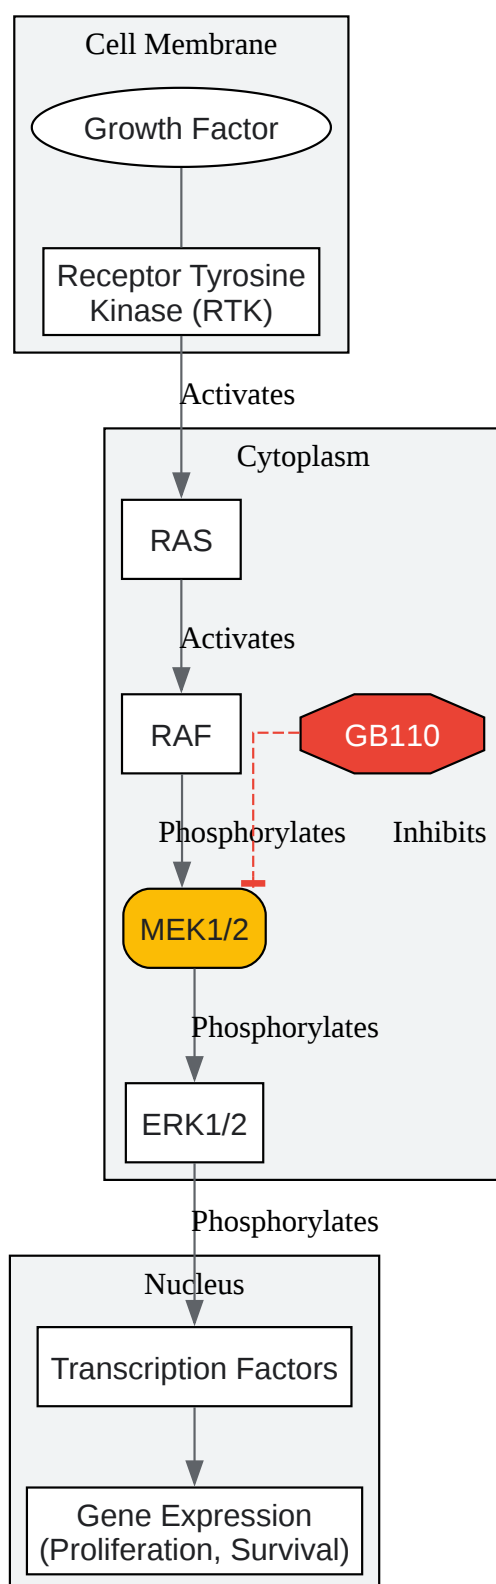 Cell Membrane
Growth Factor
Receptor Tyrosine
Kinase (RTK)
Activates
Cytoplasm
RAS
Activates
RAF
GB110
Phosphorylates
Inhibits
MEK1/2
Phosphorylates
ERK1/2
Phosphorylates
Nucleus
Transcription Factors
Gene Expression
(Proliferation, Survival)